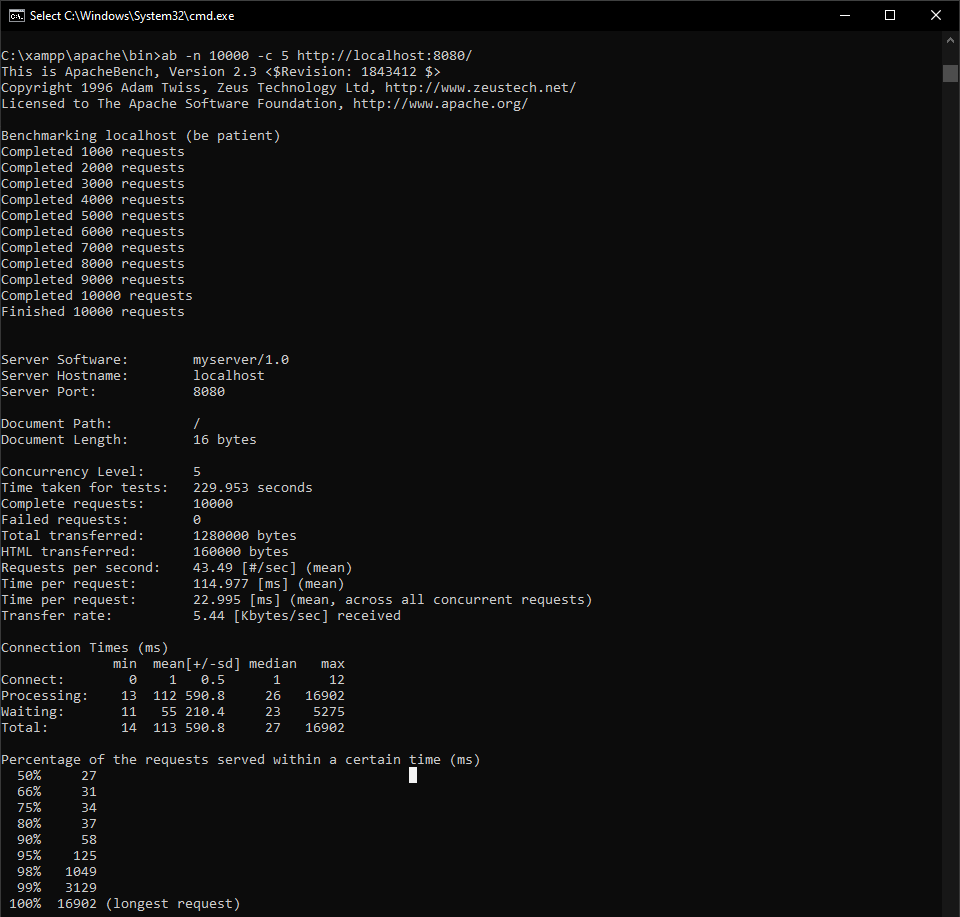 Select C:\Windows\System32\cmd.exe
C:\xampp\apache\bin>ab -n 10000 -c 5 http://localhost:8080/
This is ApacheBench, Version 2.3 <$Revision: 1843412 $>
Copyright 1996 Adam Twiss, Zeus Technology Ltd, http://www.zeustech.net/
Licensed to The Apache Software Foundation, http://www.apache.org/

Benchmarking localhost (be patient)
Completed 1000 requests
Completed 2000 requests
Completed 3000 requests
Completed 4000 requests
Completed 5000 requests
Completed 6000 requests
Completed 7000 requests
Completed 8000 requests
Completed 9000 requests
Completed 10000 requests
Finished 10000 requests

Server Software:        myserver/1.0
Server Hostname:        localhost
Server Port:            8080

Document Path:          /
Document Length:        16 bytes

Concurrency Level:      5
Time taken for tests:   229.953 seconds
Complete requests:      10000
Failed requests:        0
Total transferred:      1280000 bytes
HTML transferred:       160000 bytes
Requests per second:    43.49 [#/sec] (mean)
Time per request:       114.977 [ms] (mean)
Time per request:       22.995 [ms] (mean, across all concurrent requests)
Transfer rate:          5.44 [Kbytes/sec] received

Connection Times (ms)
              min  mean[+/-sd] median   max
Connect:        0    1   0.5      1      12
Processing:    13  112 590.8     26   16902
Waiting:       11   55 210.4     23    5275
Total:         14  113 590.8     27   16902

Percentage of the requests served within a certain time (ms)
  50%     27
  66%     31
  75%     34
  80%     37
  90%     58
  95%    125
  98%   1049
  99%   3129
 100%  16902 (longest request)